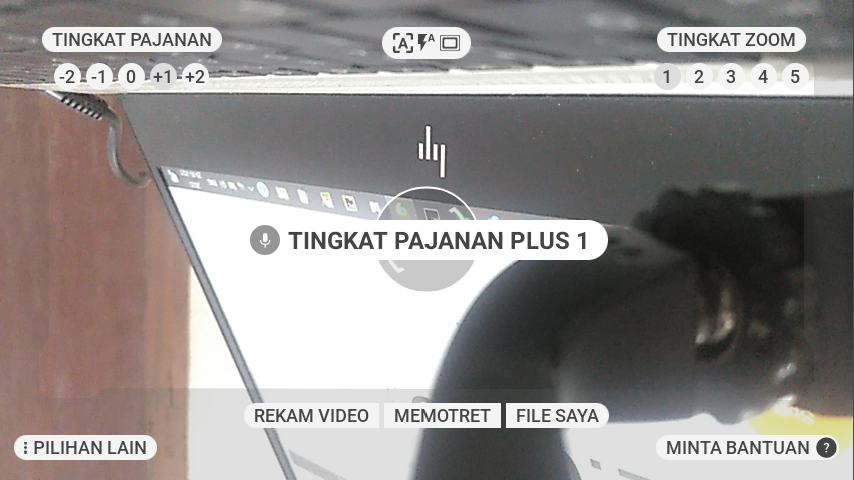 TINGKAT PAJANAN
A
A
TINGKAT ZOOM
-2 -1 0 +1 +2
1 2 3 4 5
TINGKAT PAJANAN PLUS 1
REKAM VIDEO MEMOTRET FILE SAYA
PILIHAN LAIN
MINTA BANTUAN ?